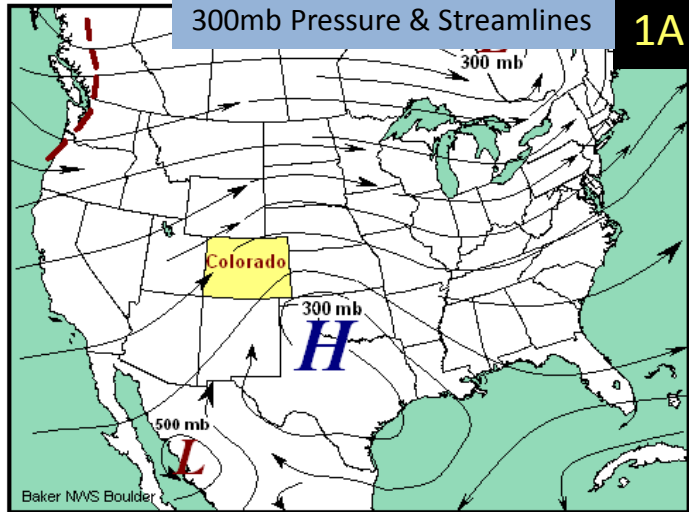 300mb Pressure & Streamlines
1A
300 mb
Colorado
300 mb
H
500 mb
L
Baker NWS Boulder